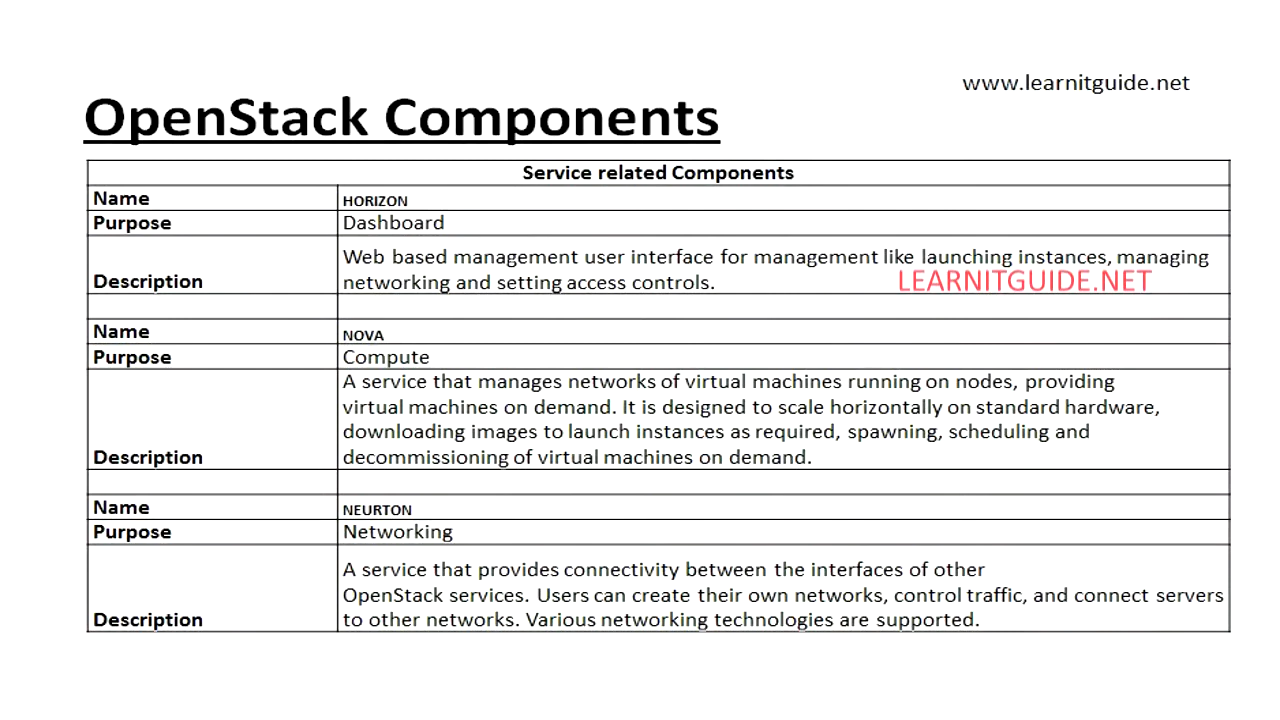 www.learnitguide.net
OpenStack Components
Service related Components
Name HORIZON
Purpose Dashboard
Web based management user interface for management like launching instances, managing
Description networking and setting access controls.
LEARNITGUIDE.NET
Name NOVA
Purpose Compute
A service that manages networks of virtual machines running on nodes, providing
virtual machines on demand. It is designed to scale horizontally on standard hardware,
downloading images to launch instances as required, spawning, scheduling and
Description decommissioning of virtual machines on demand.
Name NEURTON
Purpose Networking
A service that provides connectivity between the interfaces of other
OpenStack services. Users can create their own networks, control traffic, and connect servers
Description to other networks. Various networking technologies are supported.